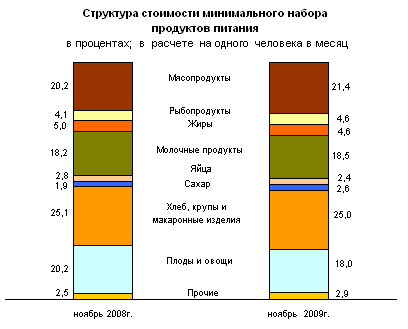 Структура стоимости минимального набора
продуктов питания
в процентах; в расчете на одного человека в месяц
20,2 Мясопродукты 21,4
4,1 Рыбопродукты 4,6
5,0 Жиры 4,6
18,2 Молочные продукты 18,5
2,8 Яйца 2,4
1,9 Сахар 2,6
25,1 Хлеб, крупы и 25,0
макаронные изделия
20,2 Плоды и овощи 18,0
2,5 Прочие 2,9
ноябрь 2008г. ноябрь 2009г.